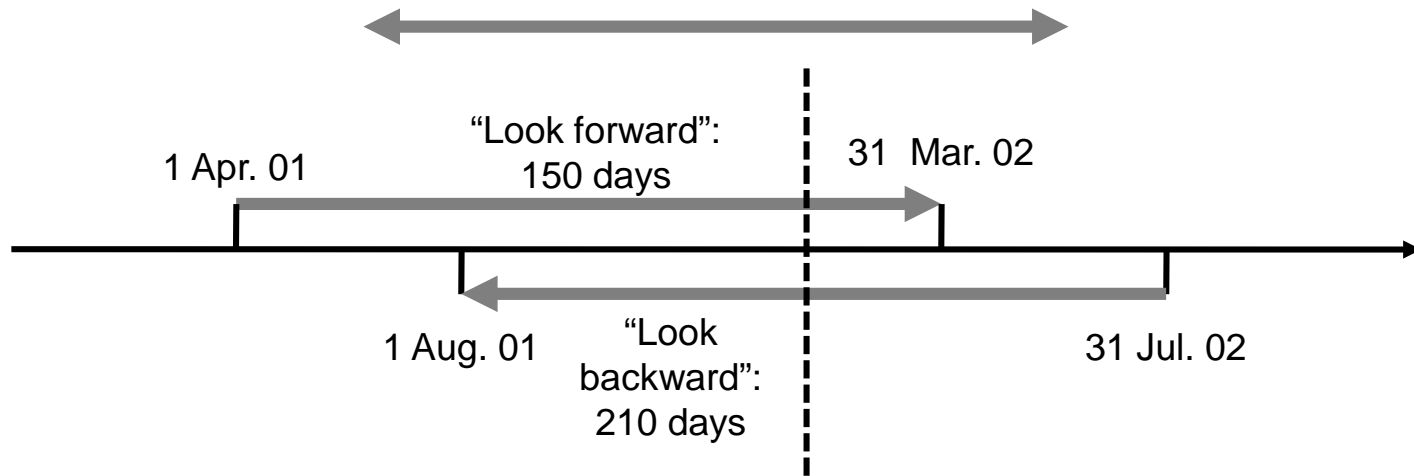 “Look forward”:
150 days
1 Apr. 01
31 Mar. 02
1 Aug. 01
“Look
backward”:
210 days
31 Jul. 02